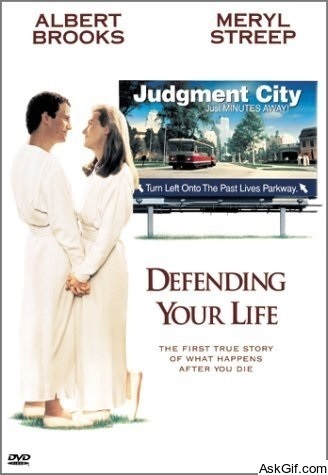 ALBERT BROOKS
MERYL STREEP
Judgment City
Just MINUTES AWAY!
Turn Left Onto The Past Lives Parkway.
DEFENDING
YOUR LIFE
THE FIRST TRUE STORY
OF WHAT HAPPENS
AFTER YOU DIE
DVD
AskGif.com